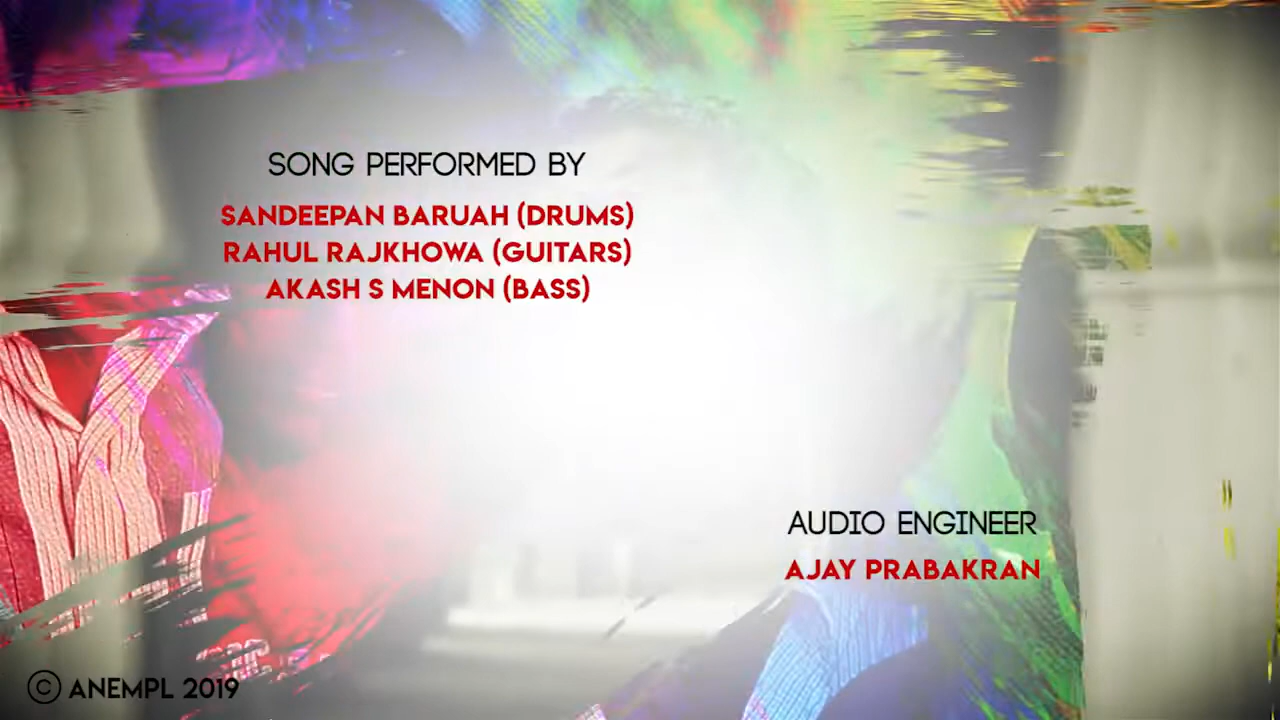 SONG PERFORMED BY
SANDEEPAN BARUAH (DRUMS)
RAHUL RAJKHOWA (GUITARS)
AKASH S MENON (BASS)
AUDIO ENGINEER
AJAY PRABAKRAN
© ANEMPL 2019